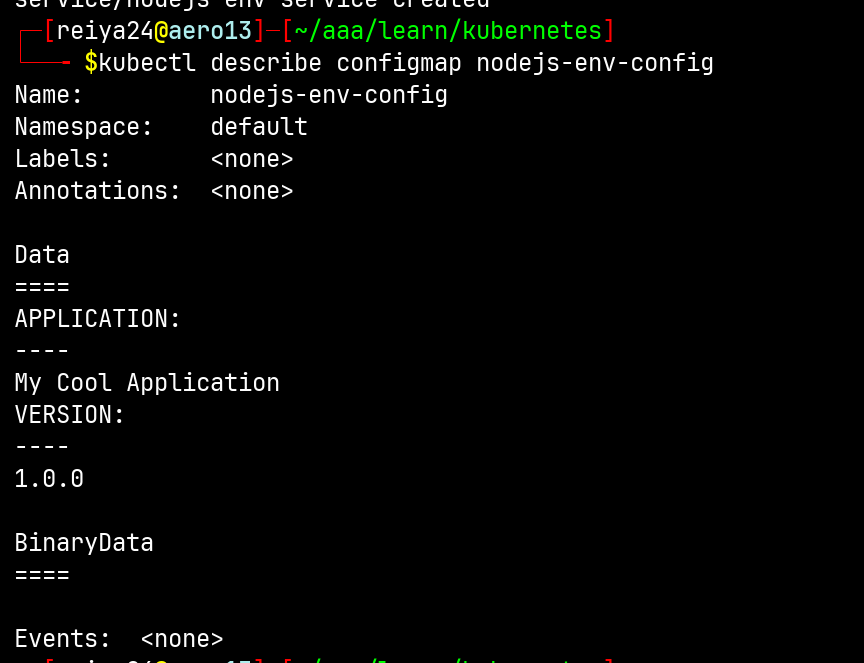 service/nodejs env service created
┌─[reiya24@aero13]─[~/aaa/learn/kubernetes]
└──╼ $kubectl describe configmap nodejs-env-config
Name:         nodejs-env-config
Namespace:    default
Labels:       <none>
Annotations:  <none>
Data
====
APPLICATION:
----
My Cool Application
VERSION:
----
1.0.0
BinaryData
====
Events:  <none>